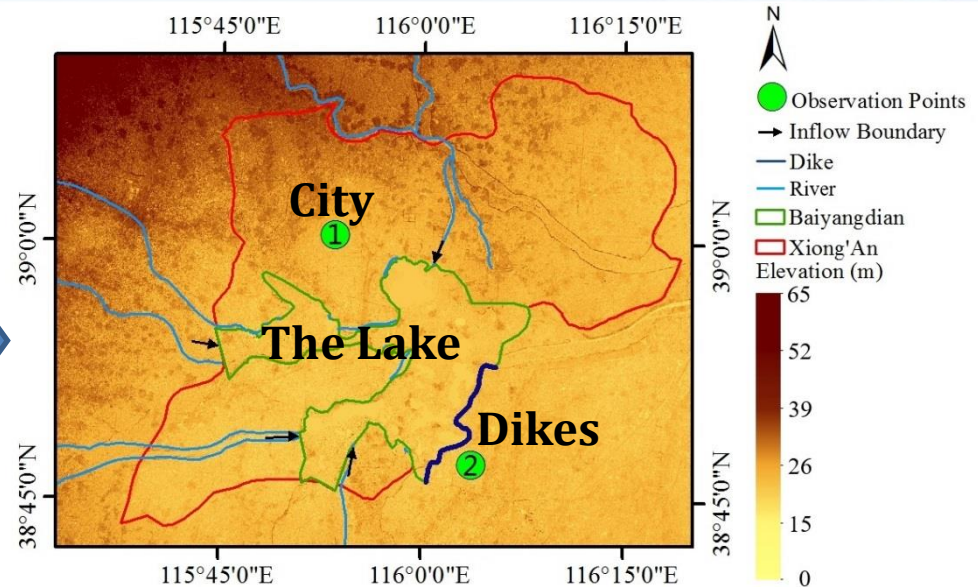 115°45'0"E 116°0'0"E 116°15'0"E
N
Observation Points
Inflow Boundary
Dike
River
Baiyangdian
Xiong'An
Elevation (m)
65
52
39
26
15
0
39°0'0"N
39°0'0"N
City
1
The Lake
Dikes
2
38°45'0"N
38°45'0"N
115°45'0"E 116°0'0"E 116°15'0"E